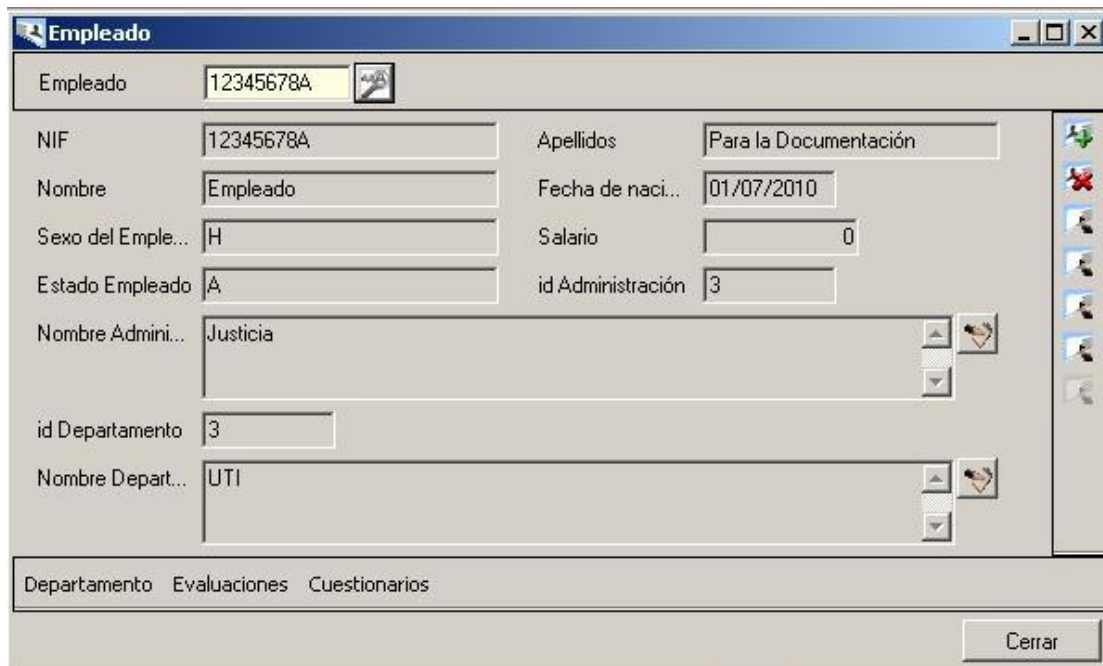 Empleado
Empleado 12345678A
NIF 12345678A Apellidos Para la Documentación
Nombre Empleado Fecha de naci... 01/07/2010
Sexo del Emple... H Salario 0
Estado Empleado A id Administración 3
Nombre Admini... Justicia
id Departamento 3
Nombre Depart... UTI
Departamento Evaluaciones Cuestionarios
Cerrar